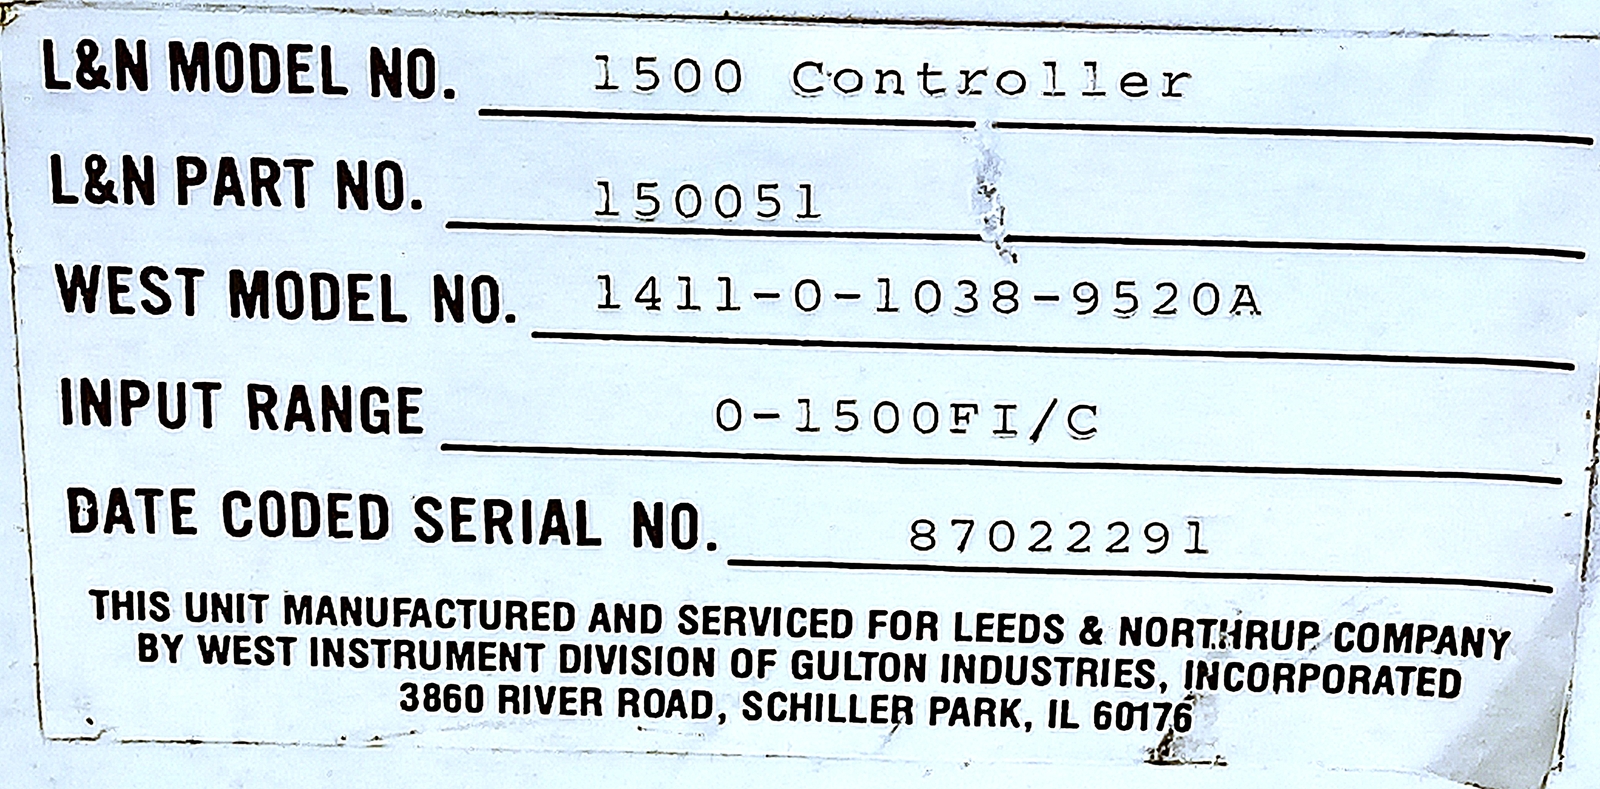 L&N MODEL NO. 1500 Controller
L&N PART NO. 150051
WEST MODEL NO. 1411-0-1038-9520A
INPUT RANGE 0-1500FI/C
DATE CODED SERIAL NO. 87022291
THIS UNIT MANUFACTURED AND SERVICED FOR LEEDS & NORTHRUP COMPANY
BY WEST INSTRUMENT DIVISION OF GULTON INDUSTRIES, INCORPORATED
3860 RIVER ROAD, SCHILLER PARK, IL 60176